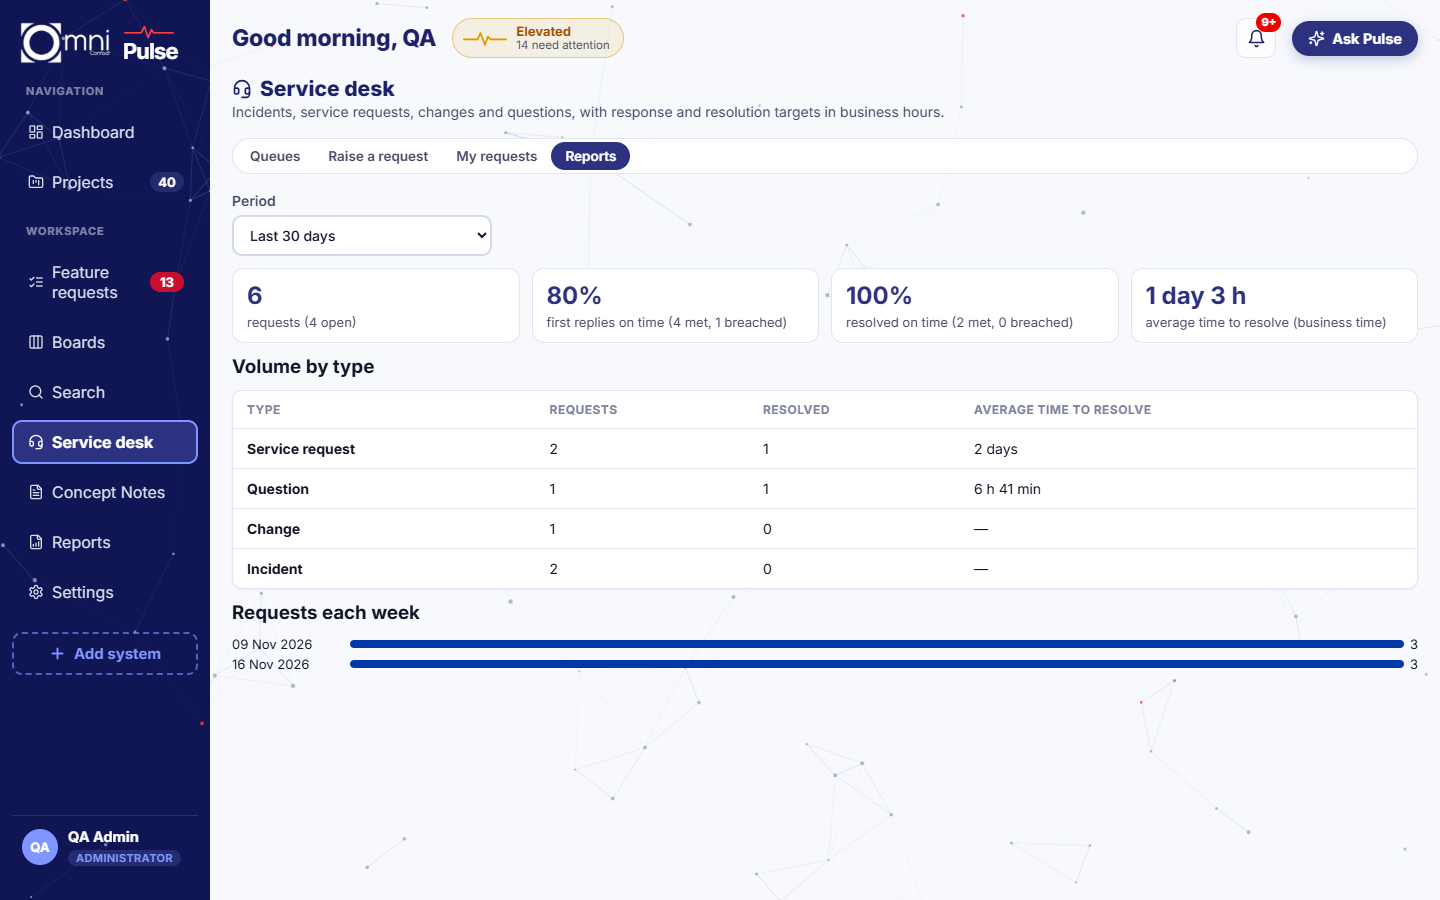 Omni
Contact
Pulse
NAVIGATION
Dashboard
Projects 40
WORKSPACE
Feature requests 13
Boards
Search
Service desk
Concept Notes
Reports
Settings
+ Add system
QA
QA Admin
ADMINISTRATOR
Good morning, QA
Elevated
14 need attention
9+
Ask Pulse
Service desk
Incidents, service requests, changes and questions, with response and resolution targets in business hours.
Queues Raise a request My requests Reports
Period
Last 30 days
6
requests (4 open)
80%
first replies on time (4 met, 1 breached)
100%
resolved on time (2 met, 0 breached)
1 day 3 h
average time to resolve (business time)
Volume by type
TYPE REQUESTS RESOLVED AVERAGE TIME TO RESOLVE
Service request 2 1 2 days
Question 1 1 6 h 41 min
Change 1 0 —
Incident 2 0 —
Requests each week
09 Nov 2026 3
16 Nov 2026 3